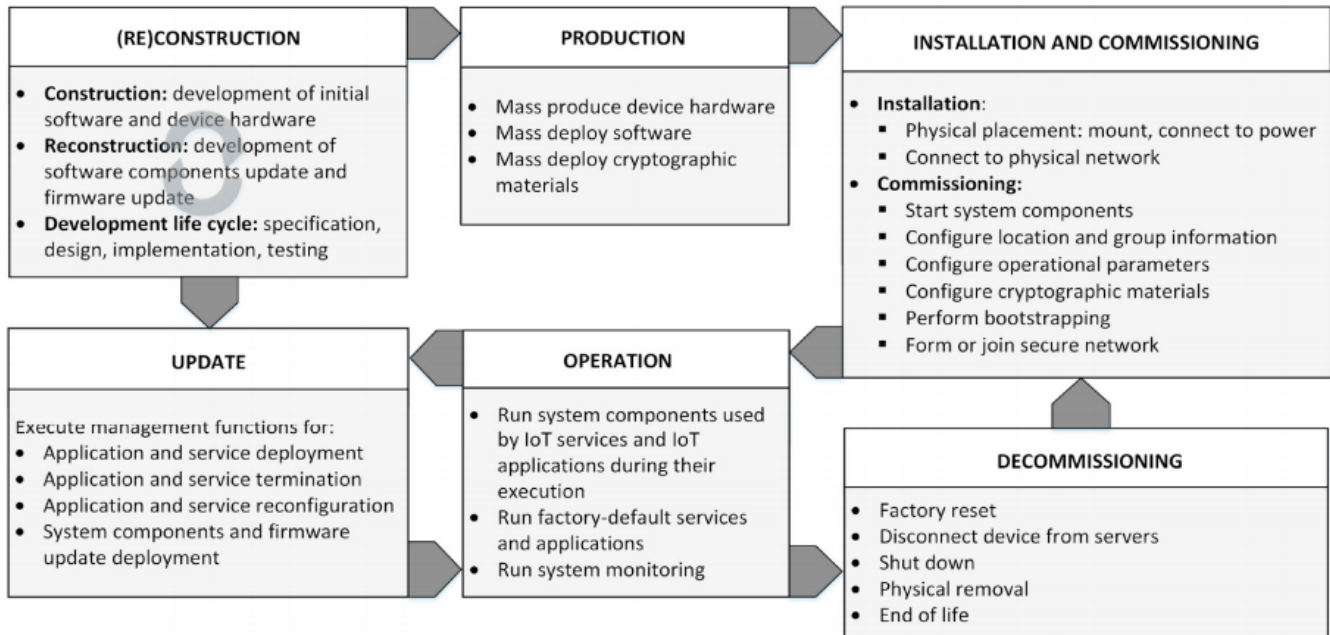 (RE)CONSTRUCTION
• Construction: development of initial
software and device hardware
• Reconstruction: development of
software components update and
firmware update
• Development life cycle: specification,
design, implementation, testing
PRODUCTION
• Mass produce device hardware
• Mass deploy software
• Mass deploy cryptographic
materials
INSTALLATION AND COMMISSIONING
• Installation:
▪ Physical placement: mount, connect to power
▪ Connect to physical network
• Commissioning:
▪ Start system components
▪ Configure location and group information
▪ Configure operational parameters
▪ Configure cryptographic materials
▪ Perform bootstrapping
▪ Form or join secure network
UPDATE
Execute management functions for:
• Application and service deployment
• Application and service termination
• Application and service reconfiguration
• System components and firmware
update deployment
OPERATION
• Run system components used
by IoT services and IoT
applications during their
execution
• Run factory-default services
and applications
• Run system monitoring
DECOMMISSIONING
• Factory reset
• Disconnect device from servers
• Shut down
• Physical removal
• End of life